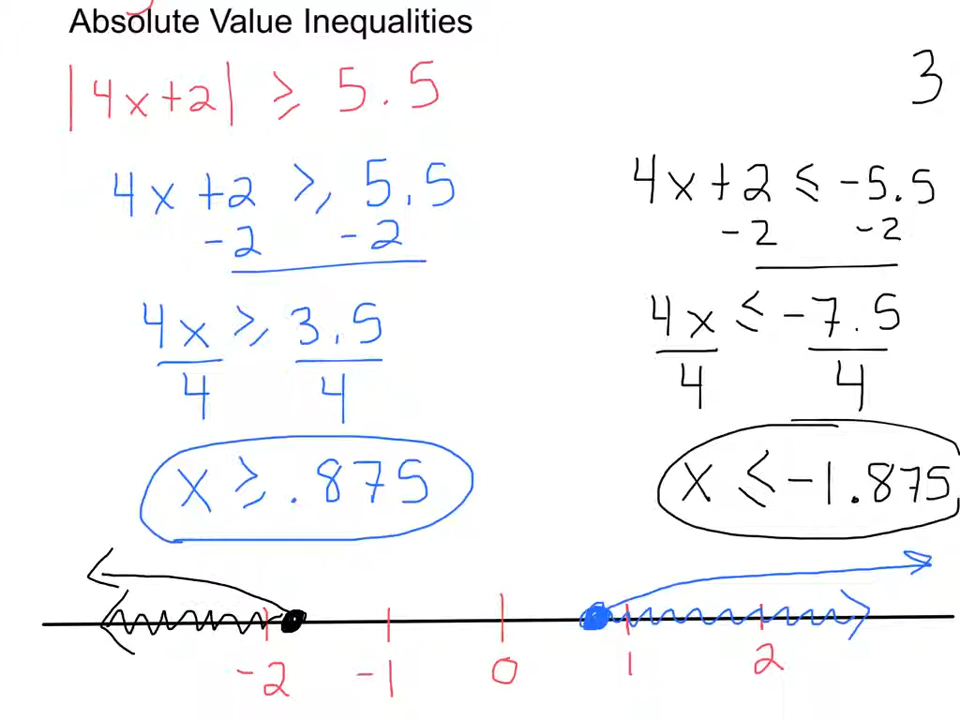 Absolute Value Inequalities
|4x+2| ≥ 5.5
3
4x+2 ≥ 5.5
-2 -2
4x ≥ 3.5
4 4
x ≥ .875
4x+2 ≤ -5.5
-2 -2
4x ≤ -7.5
4 4
x ≤ -1.875
-2 -1 0 1 2